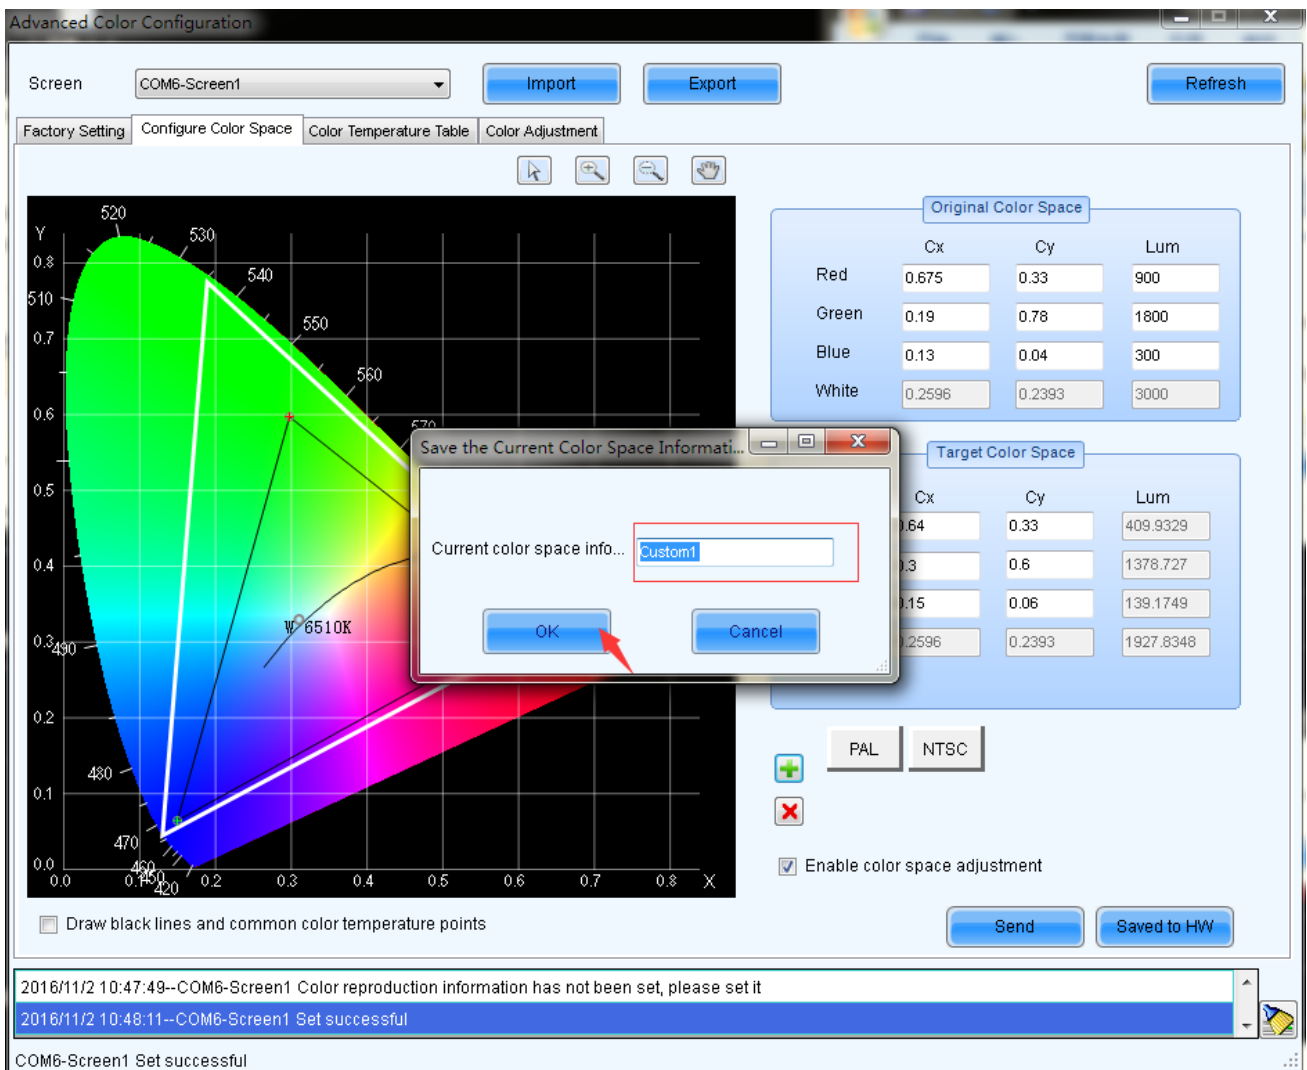 Advanced Color Configuration
Screen COM6-Screen1 Import Export Refresh
Factory Setting Configure Color Space Color Temperature Table Color Adjustment
Original Color Space
Cx Cy Lum
Red 0.675 0.33 900
Green 0.19 0.78 1800
Blue 0.13 0.04 300
White 0.2596 0.2393 3000
Y
520
530
540
550
560
570
510
490
480
470
460
450
420
0.8
0.7
0.6
0.5
0.4
0.3
0.2
0.1
0.0
W 6510K
0.0 0.1 0.2 0.3 0.4 0.5 0.6 0.7 0.8 X
Save the Current Color Space Informati...
Current color space info... Custom1
OK Cancel
Target Color Space
Cx Cy Lum
0.64 0.33 409.9329
0.3 0.6 1378.727
0.15 0.06 139.1749
0.2596 0.2393 1927.8348
PAL NTSC
Enable color space adjustment
Draw black lines and common color temperature points
Send Saved to HW
2016/11/2 10:47:49--COM6-Screen1 Color reproduction information has not been set, please set it
2016/11/2 10:48:11--COM6-Screen1 Set successful
COM6-Screen1 Set successful